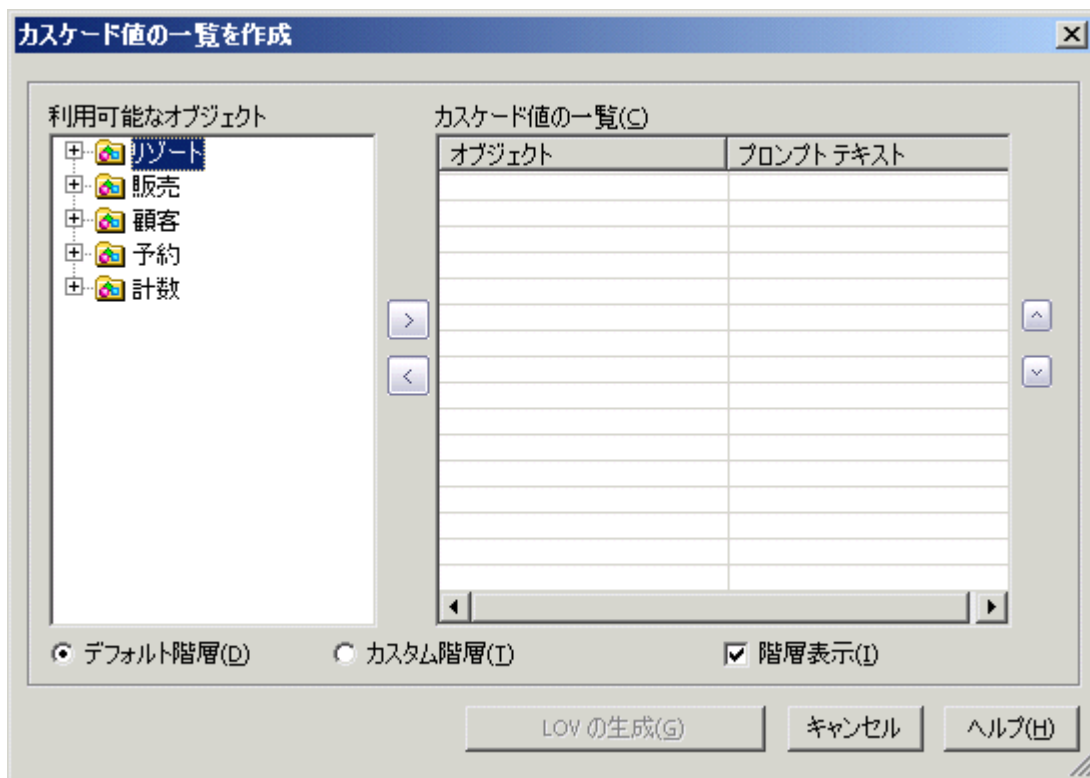 カスケード値の一覧を作成
利用可能なオブジェクト
カスケード値の一覧(C)
リゾート
販売
顧客
予約
計数
オブジェクト
プロンプト テキスト
デフォルト階層(D)
カスタム階層(T)
階層表示(I)
LOV の生成(G)
キャンセル
ヘルプ(H)